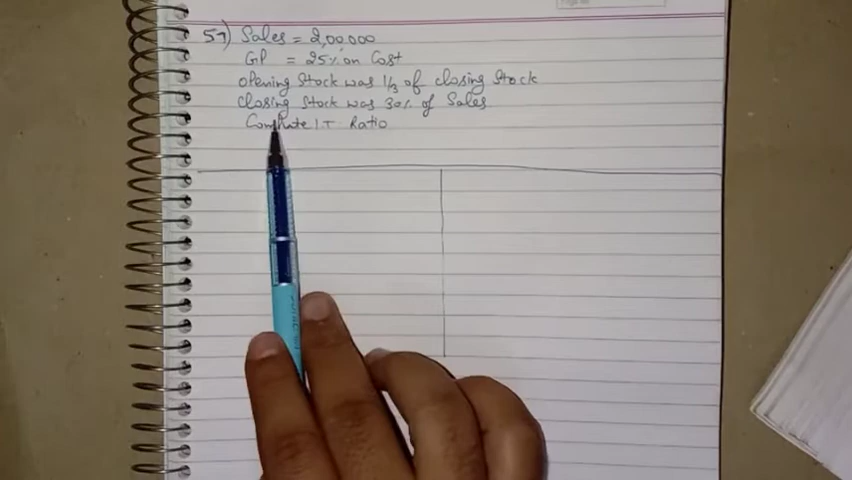 57) Sales = 2,00,000
GP = 25% on Cost
Opening Stock was 1/3 of closing Stock
closing Stock was 30% of Sales
Compute I.T. Ratio